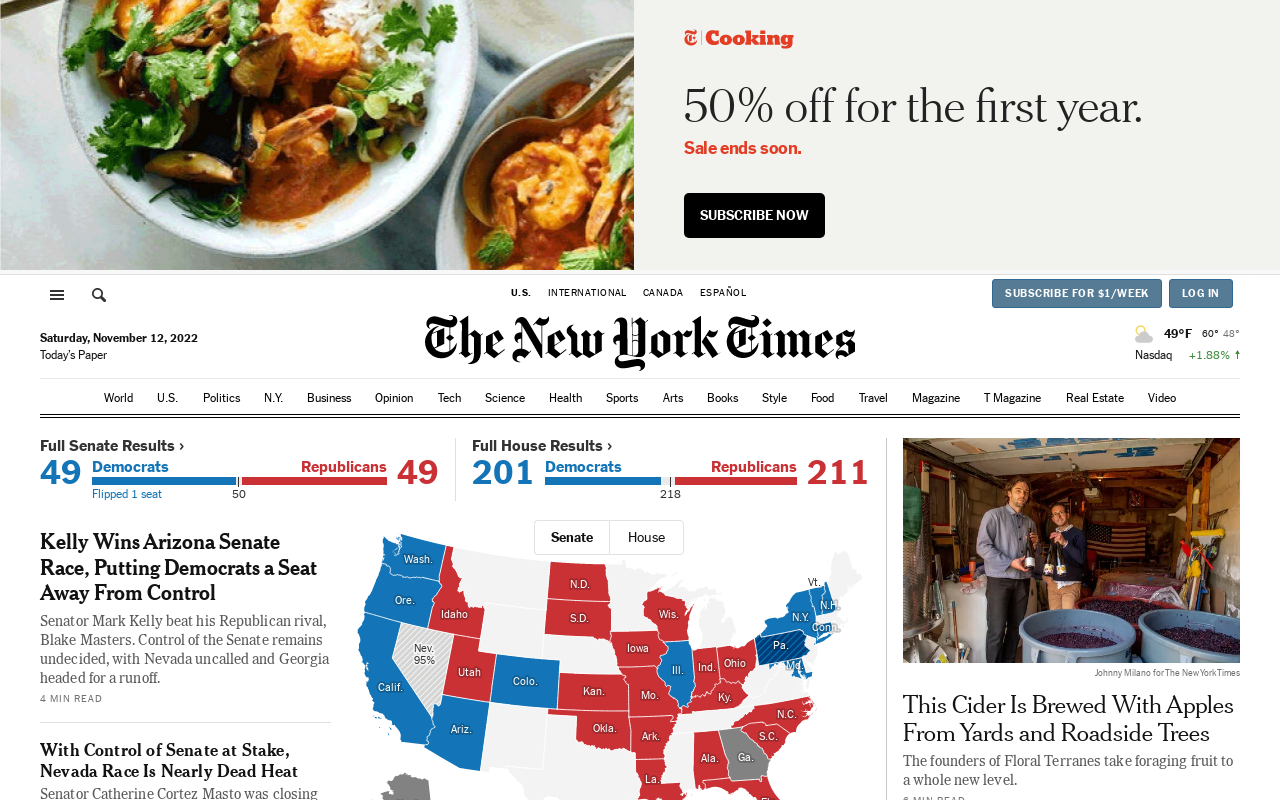 Cooking
50% off for the first year.
Sale ends soon.
SUBSCRIBE NOW
U.S. INTERNATIONAL CANADA ESPAÑOL
SUBSCRIBE FOR $1/WEEK LOG IN
The New York Times
Saturday, November 12, 2022
Today's Paper
49°F 60° 48°
Nasdaq +1.88% ↑
World U.S. Politics N.Y. Business Opinion Tech Science Health Sports Arts Books Style Food Travel Magazine T Magazine Real Estate Video
Full Senate Results ›
49 Democrats Republicans 49
Flipped 1 seat 50
Full House Results ›
201 Democrats Republicans 211
218
Kelly Wins Arizona Senate
Race, Putting Democrats a Seat
Away From Control
Senator Mark Kelly beat his Republican rival,
Blake Masters. Control of the Senate remains
undecided, with Nevada uncalled and Georgia
headed for a runoff.
4 MIN READ
With Control of Senate at Stake,
Nevada Race Is Nearly Dead Heat
Senator Catherine Cortez Masto was closing
Senate House
Wash.
Ore.
Idaho
N.D.
S.D.
Wis.
Vt.
N.H.
N.Y.
Conn.
Nev.
95%
Utah
Colo.
Iowa
Ill.
Ind.
Ohio
Pa.
Md.
Calif.
Kan.
Mo.
Ky.
Ariz.
Okla.
Ark.
N.C.
S.C.
Ala.
Ga.
La.
Johnny Milano for The New York Times
This Cider Is Brewed With Apples
From Yards and Roadside Trees
The founders of Floral Terranes take foraging fruit to
a whole new level.
6 MIN READ